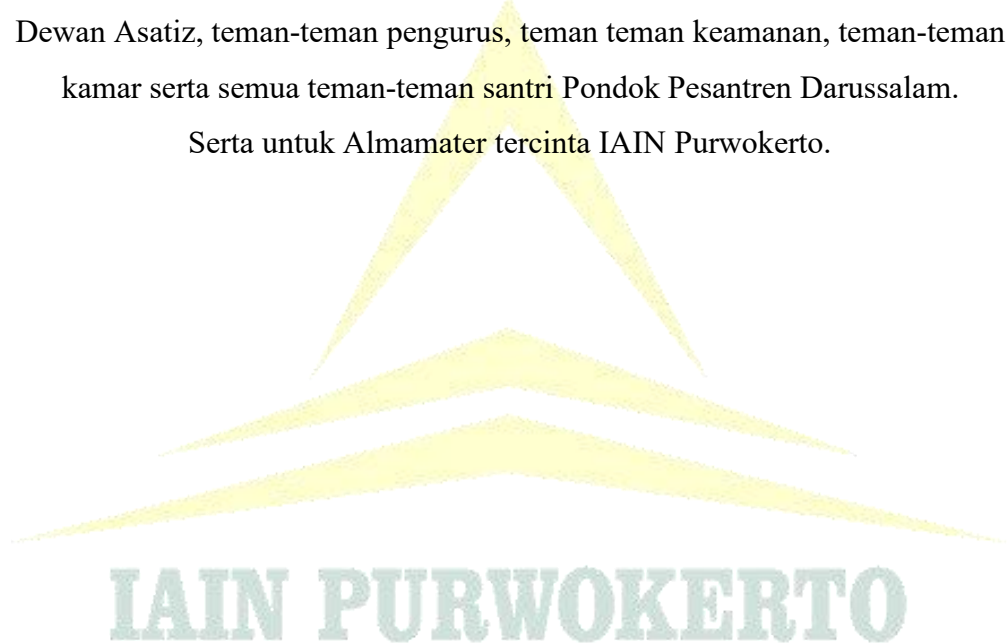 Dewan Asatiz, teman-teman pengurus, teman teman keamanan, teman-teman
kamar serta semua teman-teman santri Pondok Pesantren Darussalam.
Serta untuk Almamater tercinta IAIN Purwokerto.
IAIN PURWOKERTO